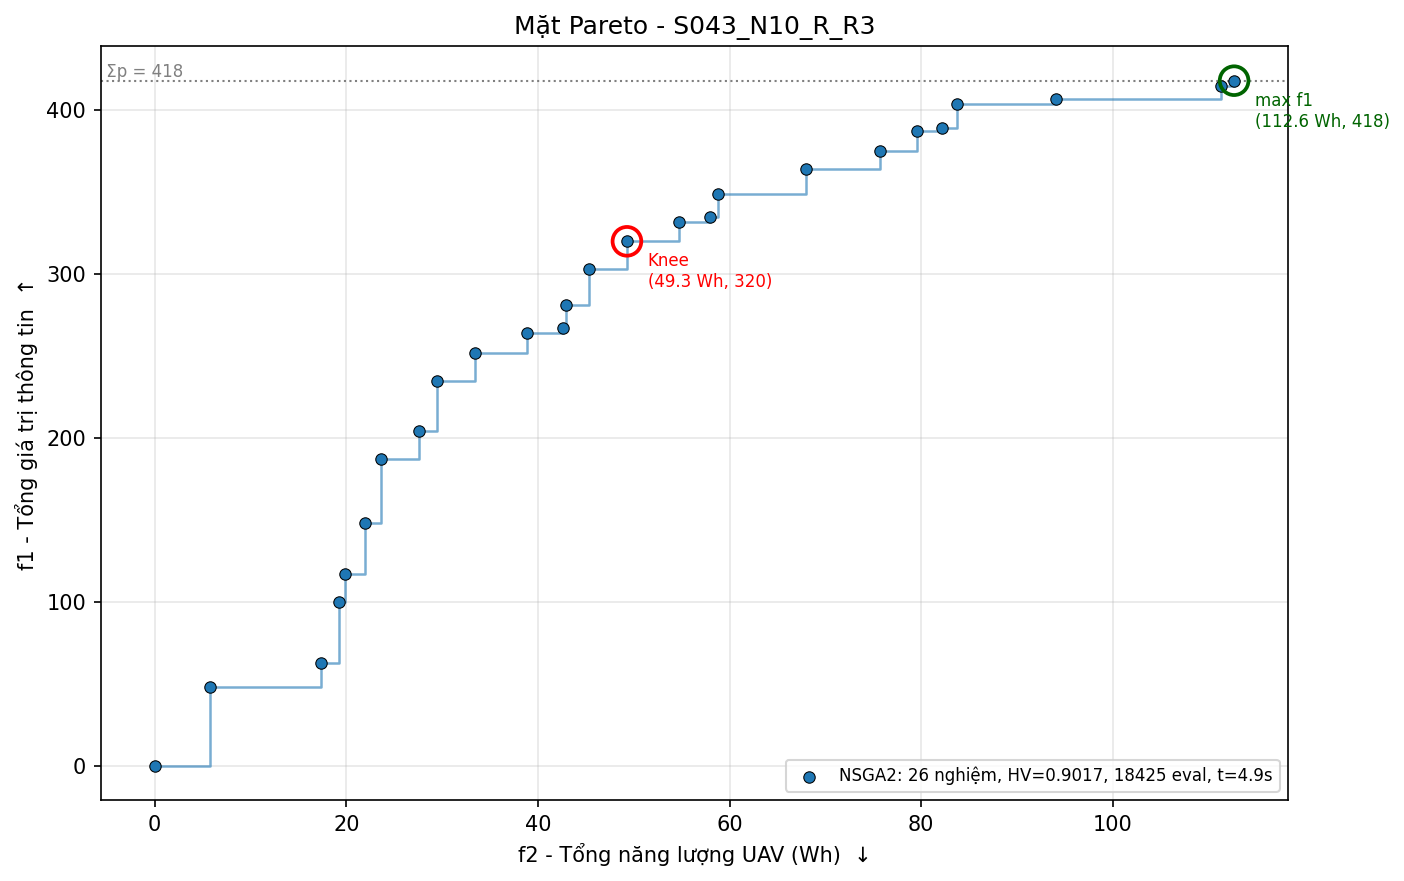 Mặt Pareto - S043_N10_R_R3
Σp = 418
max f1
(112.6 Wh, 418)
Knee
(49.3 Wh, 320)
400
300
200
100
0
f1 - Tổng giá trị thông tin ↑
NSGA2: 26 nghiệm, HV=0.9017, 18425 eval, t=4.9s
0 20 40 60 80 100
f2 - Tổng năng lượng UAV (Wh) ↓